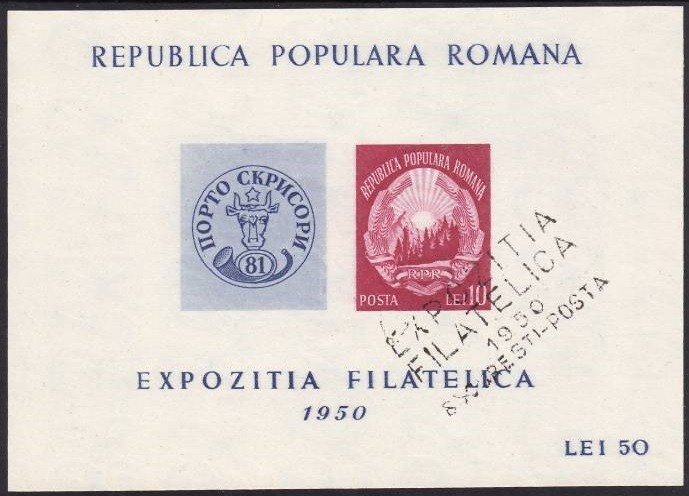 REPUBLICA POPULARA ROMANA
ПОРТО СКРИСОРИ
81
REPUBLICA POPULARA ROMANA
RPR
POSTA LEI 10
EXPOZITIA
FILATELICA
1950
BUCURESTI-POSTA
EXPOZITIA FILATELICA
1950
LEI 50